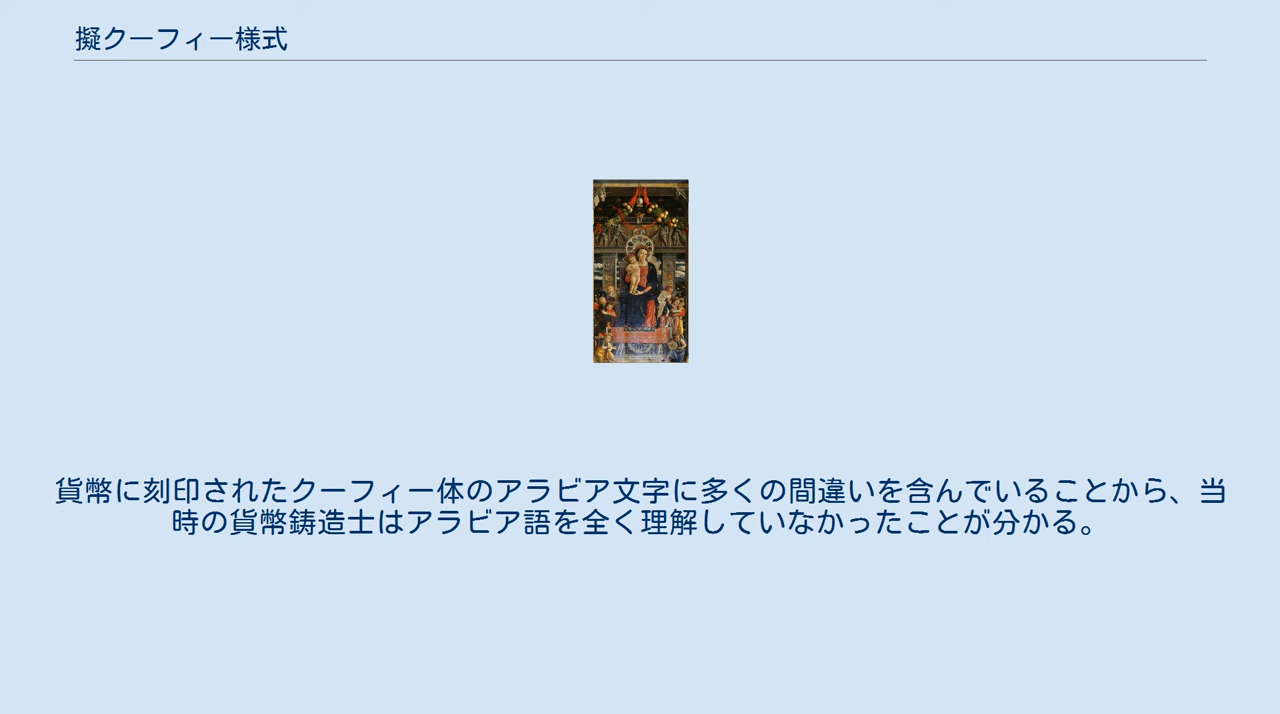 擬クーフィー様式
貨幣に刻印されたクーフィー体のアラビア文字に多くの間違いを含んでいることから、当
時の貨幣鋳造士はアラビア語を全く理解していなかったことが分かる。